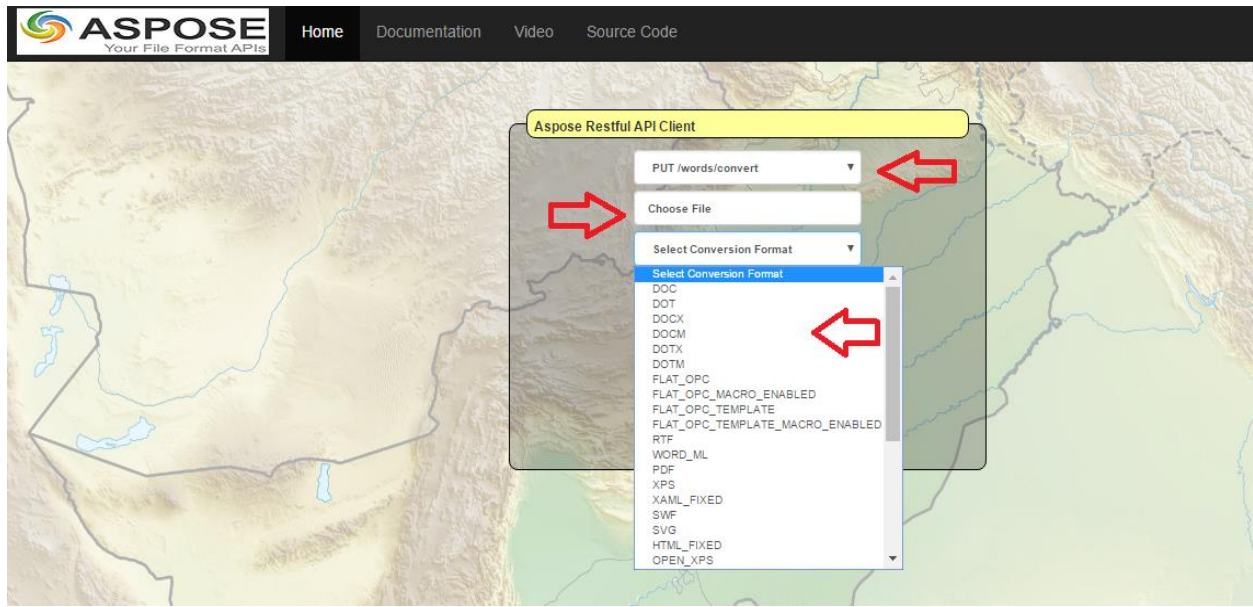 ASPOSE
Your File Format APIs
Home
Documentation
Video
Source Code
Aspose Restful API Client
PUT /words/convert
Choose File
Select Conversion Format
Select Conversion Format
DOC
DOT
DOCX
DOCM
DOTX
DOTM
FLAT_OPC
FLAT_OPC_MACRO_ENABLED
FLAT_OPC_TEMPLATE
FLAT_OPC_TEMPLATE_MACRO_ENABLED
RTF
WORD_ML
PDF
XPS
XAML_FIXED
SWF
SVG
HTML_FIXED
OPEN_XPS